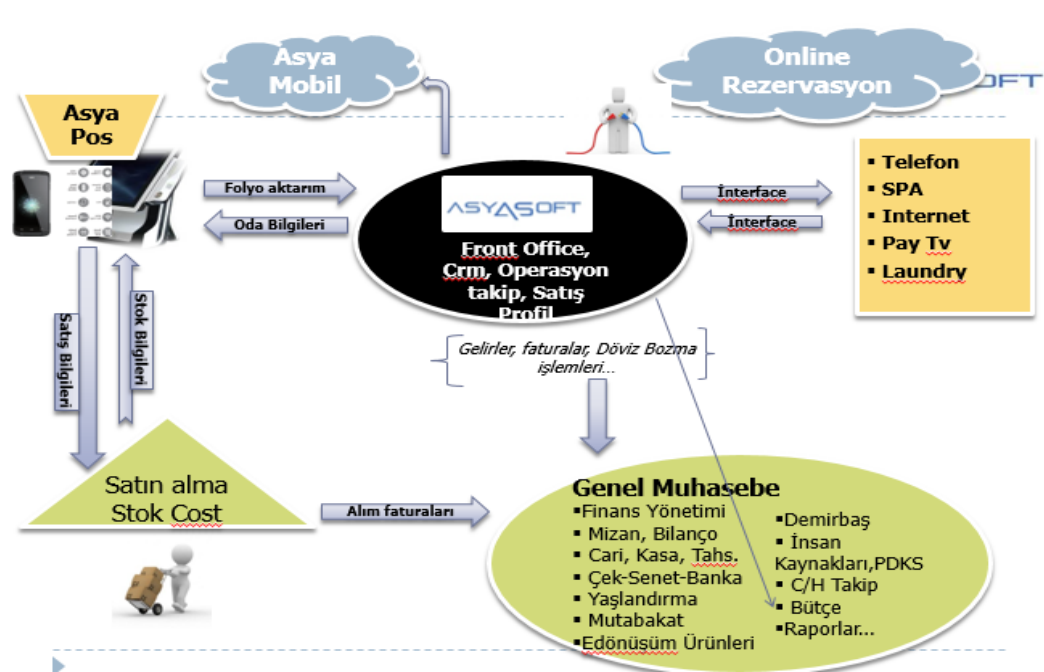 Asya
Mobil
Online
Rezervasyon
OFT
Asya
Pos
Folyo aktarım
Oda Bilgileri
ASYASOFT
Front Office,
Crm, Operasyon
takip, Satış
Profil
İnterface
İnterface
▪ Telefon
▪ SPA
▪ Internet
▪ Pay Tv
▪ Laundry
Satış Bilgileri
Stok Bilgileri
Gelirler, faturalar, Döviz Bozma
işlemleri...
Satın alma
Stok Cost
Alım faturaları
Genel Muhasebe
▪Finans Yönetimi
▪ Mizan, Bilanço
▪ Cari, Kasa, Tahs.
▪ Çek-Senet-Banka
▪ Yaşlandırma
▪ Mutabakat
▪Edönüşüm Ürünleri
▪Demirbaş
▪ İnsan
Kaynakları,PDKS
▪ C/H Takip
▪ Bütçe
▪Raporlar...